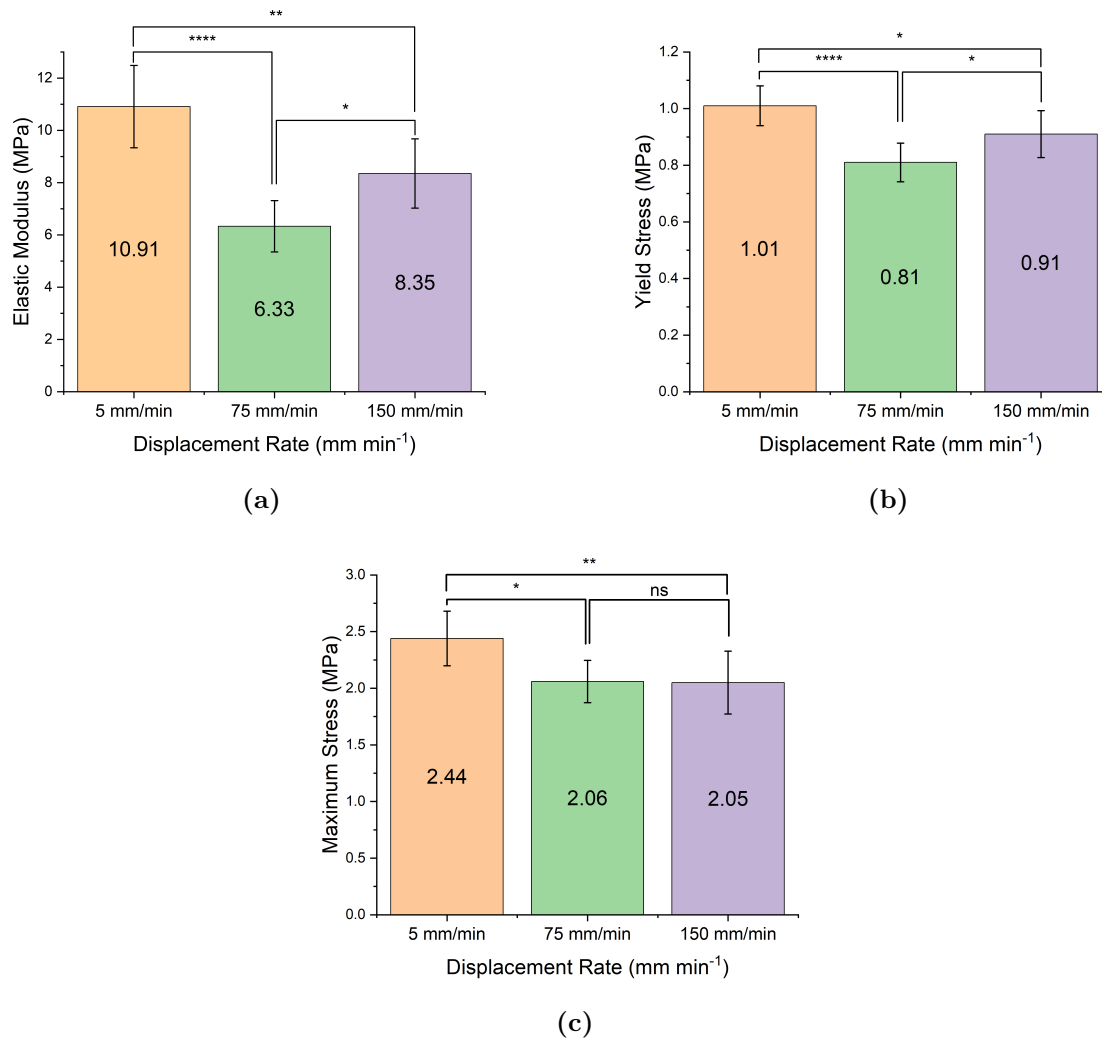 **
****
*
Elastic Modulus (MPa)
12
10
8
6
4
2
0
10.91
6.33
8.35
5 mm/min 75 mm/min 150 mm/min
Displacement Rate (mm min⁻¹)
(a)
*
****
*
Yield Stress (MPa)
1.2
1.0
0.8
0.6
0.4
0.2
0.0
1.01
0.81
0.91
5 mm/min 75 mm/min 150 mm/min
Displacement Rate (mm min⁻¹)
(b)
**
*
ns
Maximum Stress (MPa)
3.0
2.5
2.0
1.5
1.0
0.5
0.0
2.44
2.06
2.05
5 mm/min 75 mm/min 150 mm/min
Displacement Rate (mm min⁻¹)
(c)